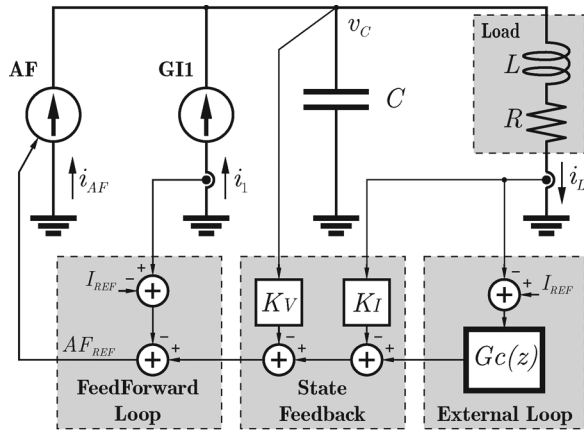 v_C
Load
AF
GI1
L
C
R
i_AF
i_1
i_L
− +
+
−
I_REF
−
K_V
K_I
−
+
I_REF
AF_REF
− +
− +
− +
Gc(z)
FeedForward
Loop
State
Feedback
External Loop